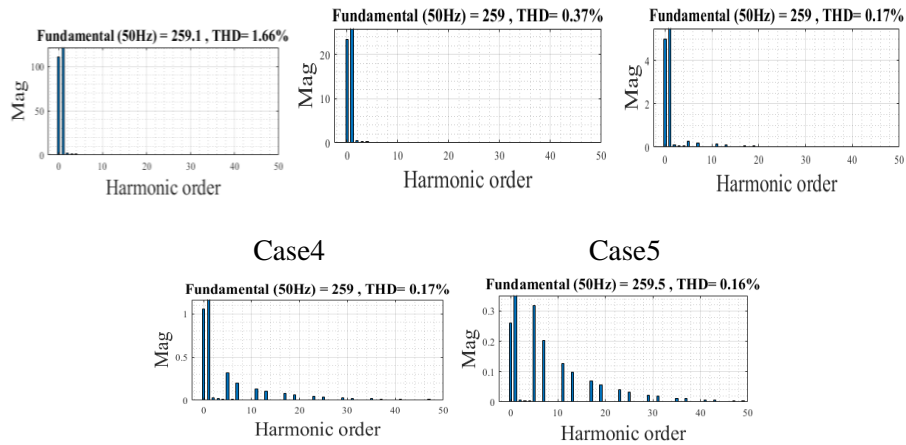 Fundamental (50Hz) = 259.1 , THD= 1.66%
100
50
0
Mag
0 10 20 30 40 50
Harmonic order
Fundamental (50Hz) = 259 , THD= 0.37%
20
10
0
Mag
0 10 20 30 40 50
Harmonic order
Fundamental (50Hz) = 259 , THD= 0.17%
4
2
0
Mag
0 10 20 30 40 50
Harmonic order
Case4
Fundamental (50Hz) = 259 , THD= 0.17%
1
0.5
0
Mag
0 10 20 30 40 50
Harmonic order
Case5
Fundamental (50Hz) = 259.5 , THD= 0.16%
0.3
0.2
0.1
0
Mag
0 10 20 30 40 50
Harmonic order